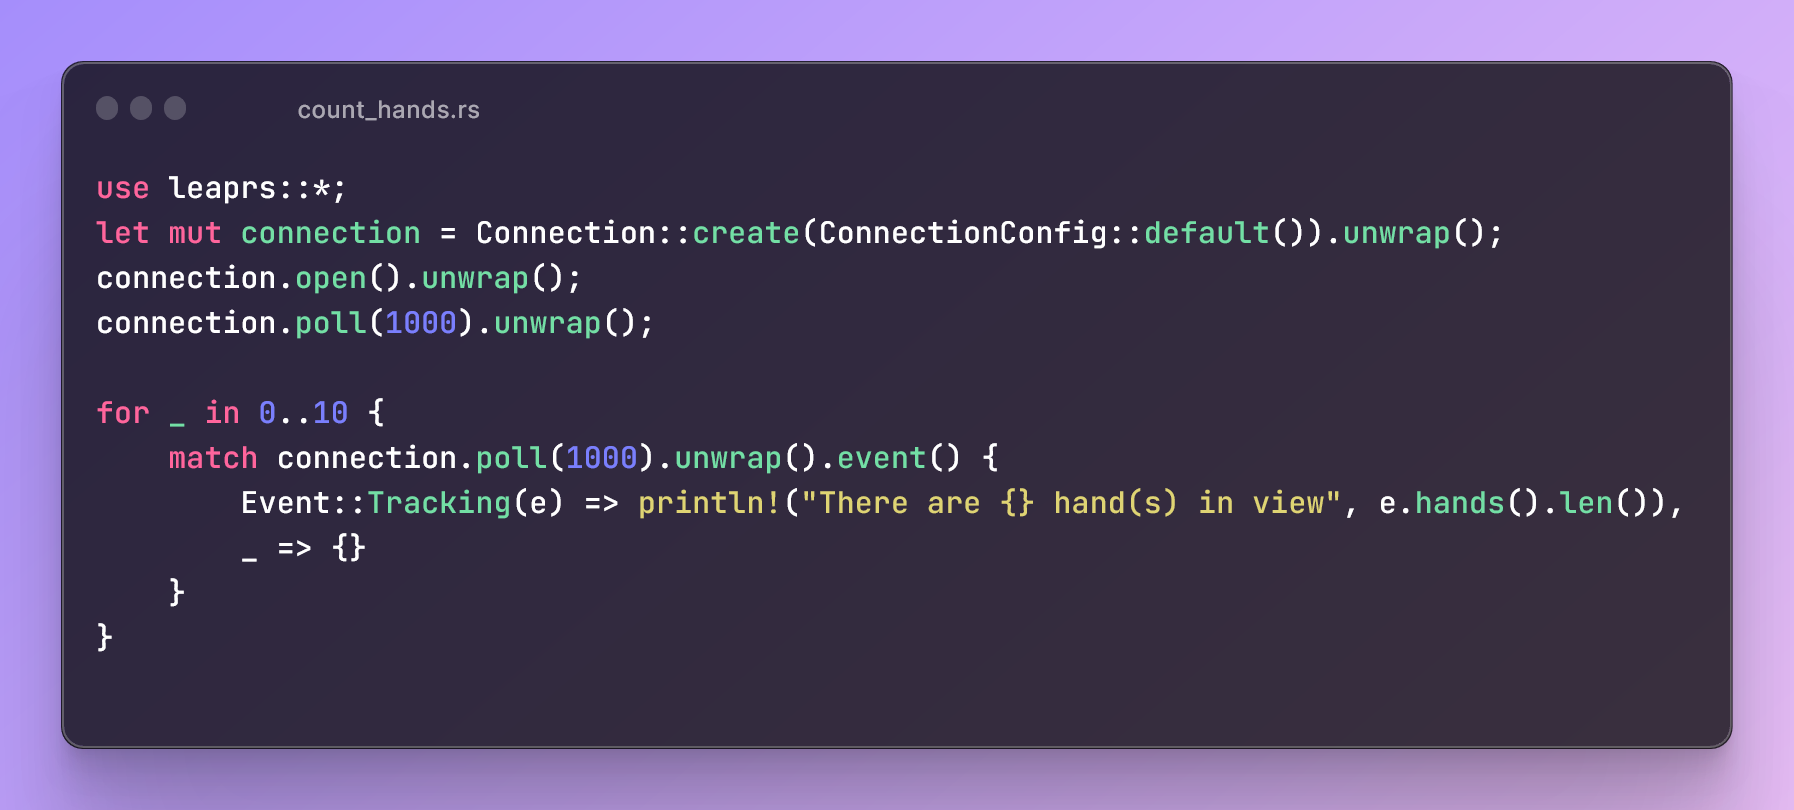 count_hands.rs
use leaprs::*;
let mut connection = Connection::create(ConnectionConfig::default()).unwrap();
connection.open().unwrap();
connection.poll(1000).unwrap();

for _ in 0..10 {
    match connection.poll(1000).unwrap().event() {
        Event::Tracking(e) => println!("There are {} hand(s) in view", e.hands().len()),
        _ => {}
    }
}